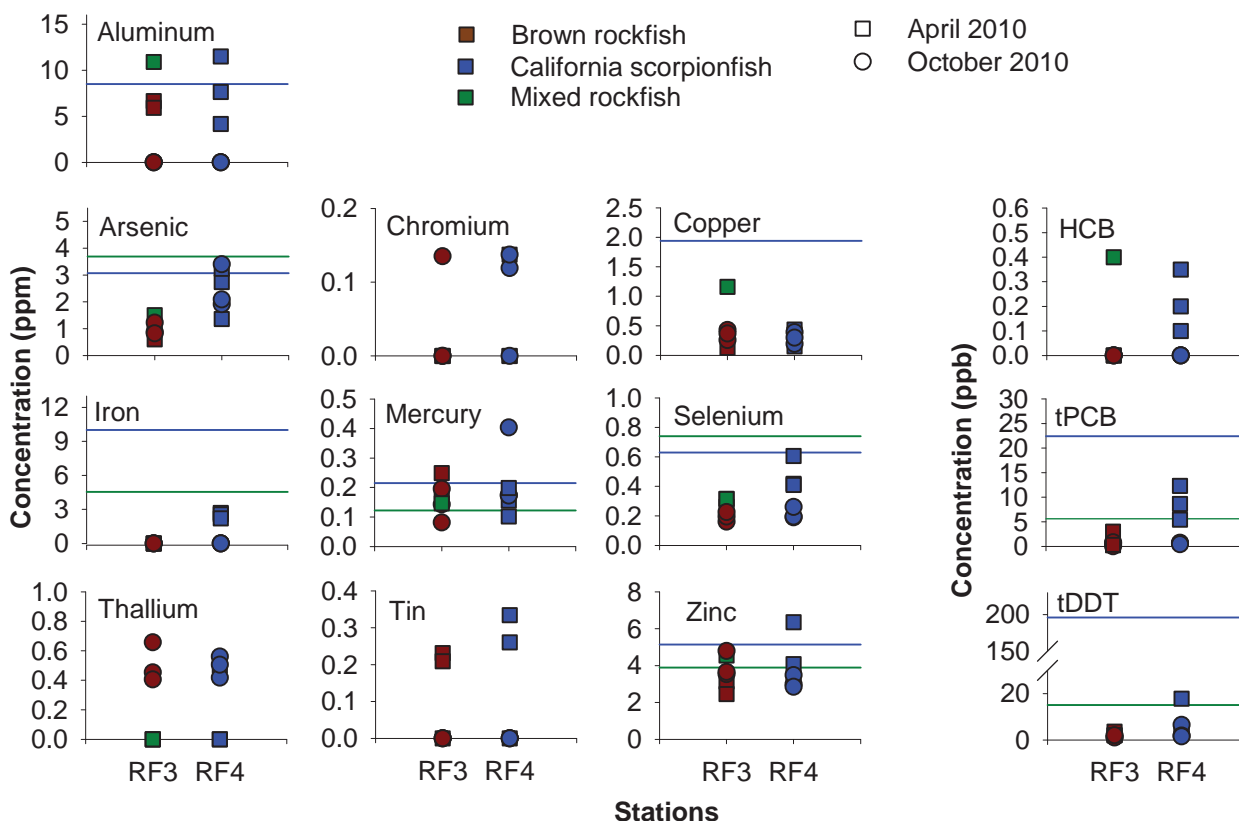 Brown rockfish
California scorpionfish
Mixed rockfish
April 2010
October 2010
Aluminum
15
10
5
0
Arsenic
5
4
3
2
1
0
Chromium
0.2
0.1
0.0
Copper
2.5
2.0
1.5
1.0
0.5
0.0
HCB
0.6
0.5
0.4
0.3
0.2
0.1
0.0
Concentration (ppm)
Iron
12
9
6
3
0
Mercury
0.5
0.4
0.3
0.2
0.1
0.0
Selenium
1.0
0.8
0.6
0.4
0.2
0.0
Concentration (ppb)
tPCB
30
25
20
15
10
5
0
Thallium
1.0
0.8
0.6
0.4
0.2
0.0
RF3 RF4
Tin
0.4
0.3
0.2
0.1
0.0
RF3 RF4
Zinc
8
6
4
2
0
RF3 RF4
tDDT
200
150
20
0
RF3 RF4
Stations